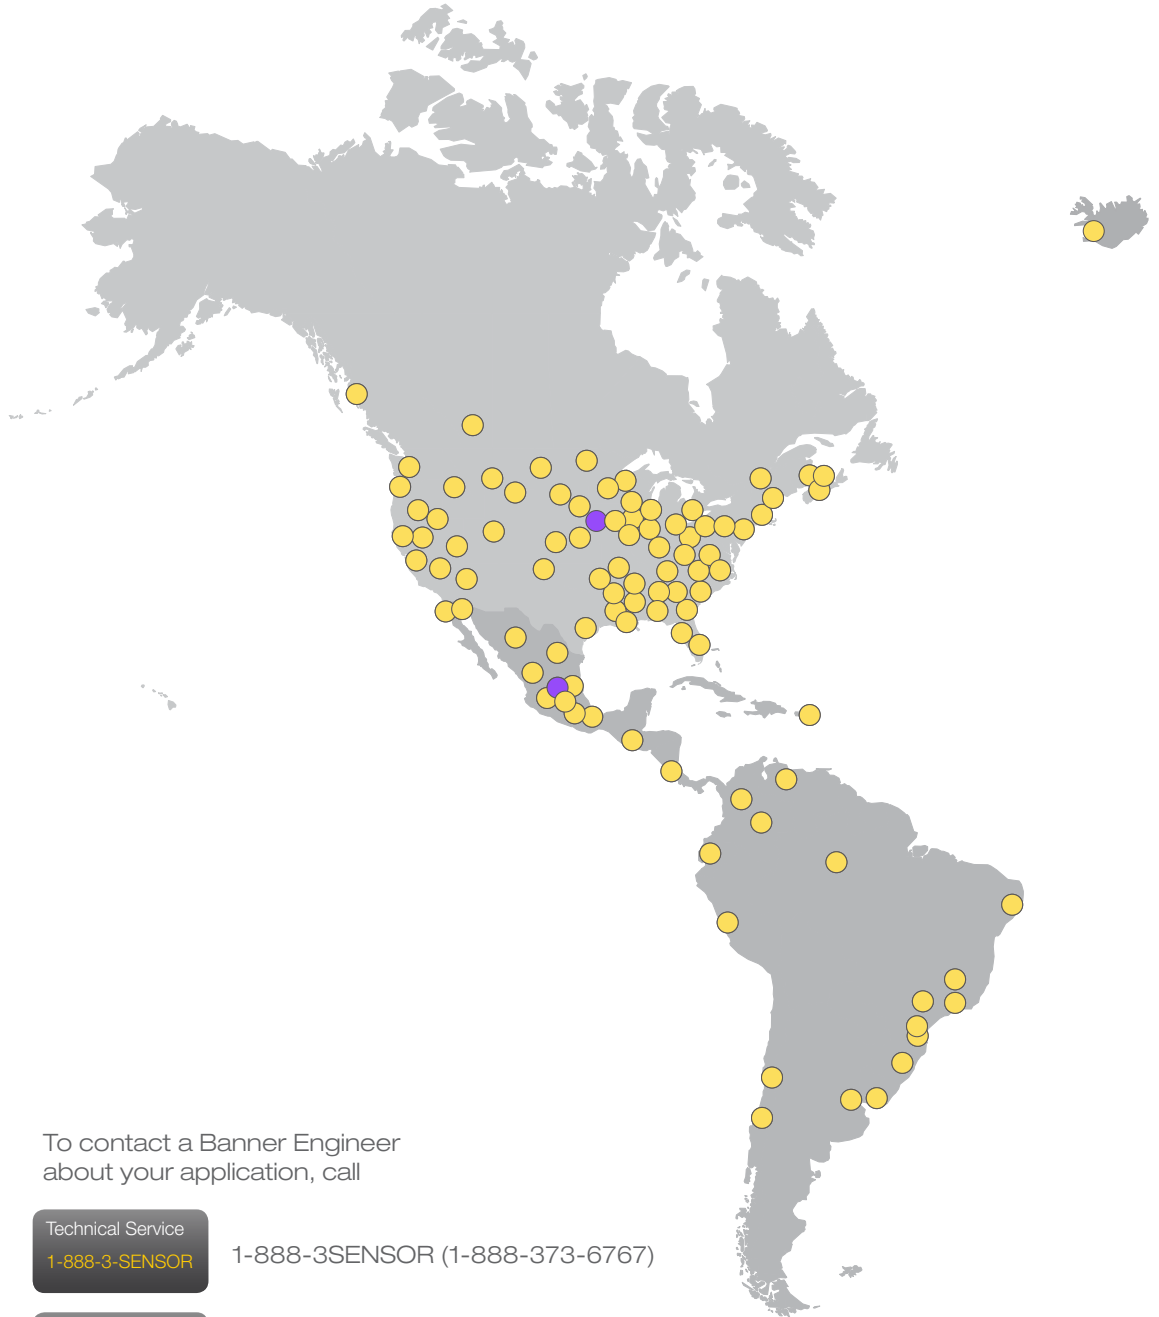 To contact a Banner Engineer
about your application, call
Technical Service
1-888-3-SENSOR
1-888-3SENSOR (1-888-373-6767)